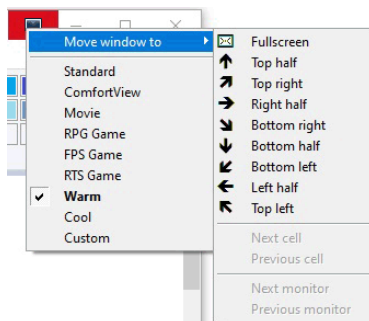 Move window to
Standard
ComfortView
Movie
RPG Game
FPS Game
RTS Game
Warm
Cool
Custom
Fullscreen
Top half
Top right
Right half
Bottom right
Bottom half
Bottom left
Left half
Top left
Next cell
Previous cell
Next monitor
Previous monitor